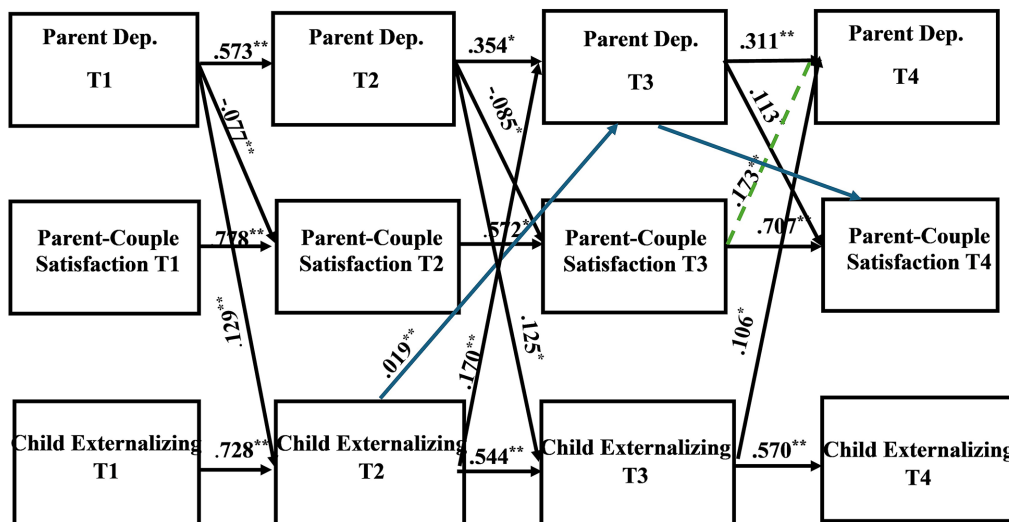 Parent Dep.
T1
.573**
Parent Dep.
T2
.354*
Parent Dep.
T3
.311**
Parent Dep.
T4
-.077**
-.085*
.113*
.173**
Parent-Couple
Satisfaction T1
.778**
Parent-Couple
Satisfaction T2
.572*
Parent-Couple
Satisfaction T3
.707**
Parent-Couple
Satisfaction T4
.129**
.019**
.170**
.125*
.106*
Child Externalizing
T1
.728**
Child Externalizing
T2
.544**
Child Externalizing
T3
.570**
Child Externalizing
T4